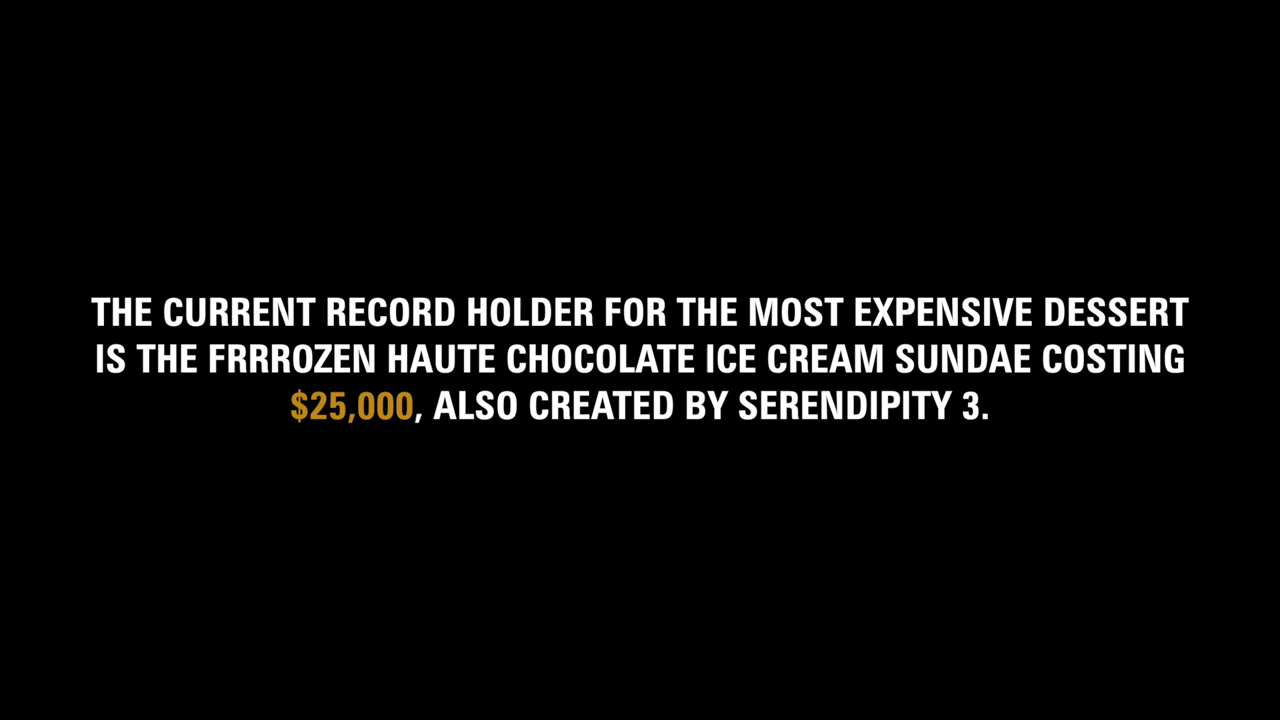 THE CURRENT RECORD HOLDER FOR THE MOST EXPENSIVE DESSERT
IS THE FRRROZEN HAUTE CHOCOLATE ICE CREAM SUNDAE COSTING
$25,000, ALSO CREATED BY SERENDIPITY 3.